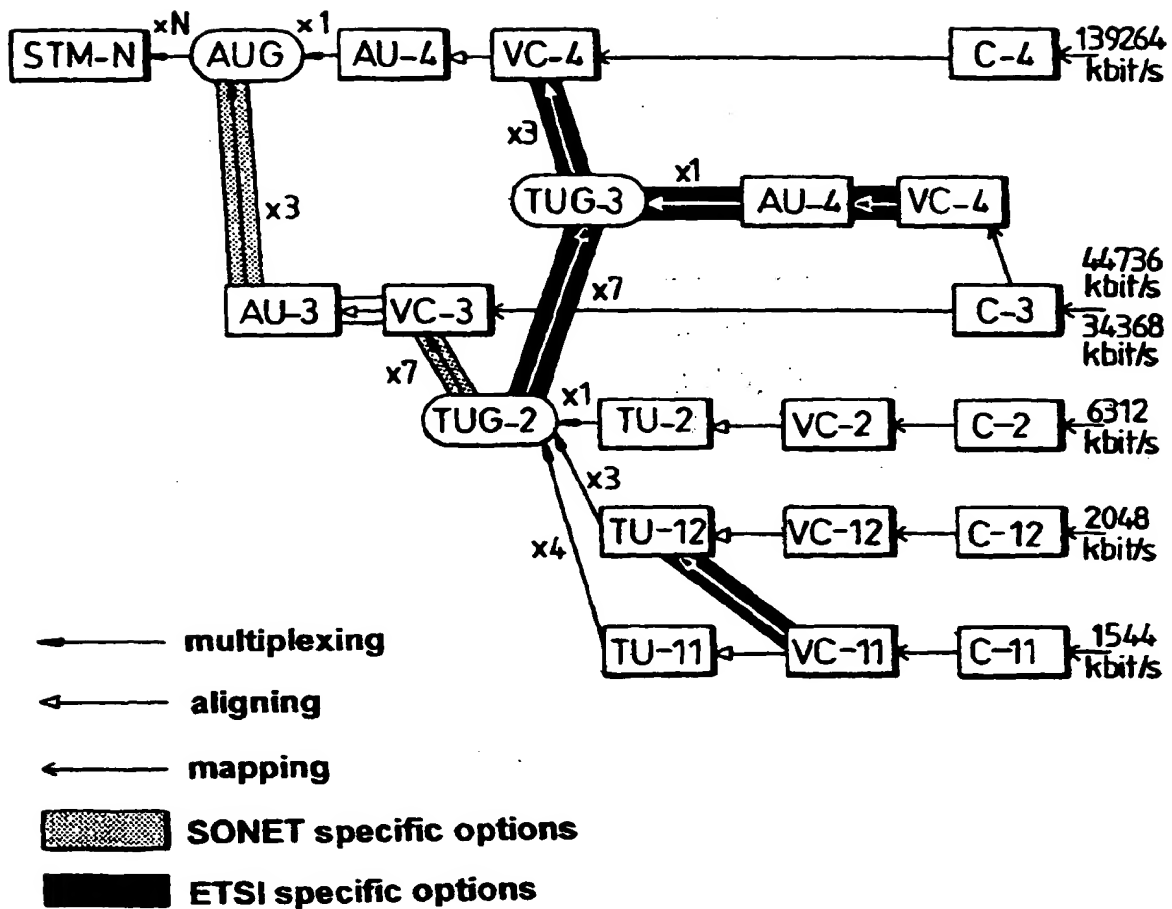 xN
x1
STM-N
AUG
AU-4
VC-4
C-4
139264
kbit/s
x3
x1
TUG-3
AU-4
VC-4
x3
44736
x7
AU-3
VC-3
C-3
34368
kbit/s
x7
x1
TUG-2
TU-2
VC-2
C-2
6312
kbit/s
x3
TU-12
VC-12
C-12
2048
kbit/s
x4
TU-11
VC-11
C-11
1544
kbit/s
multiplexing
aligning
mapping
SONET specific options
ETSI specific options